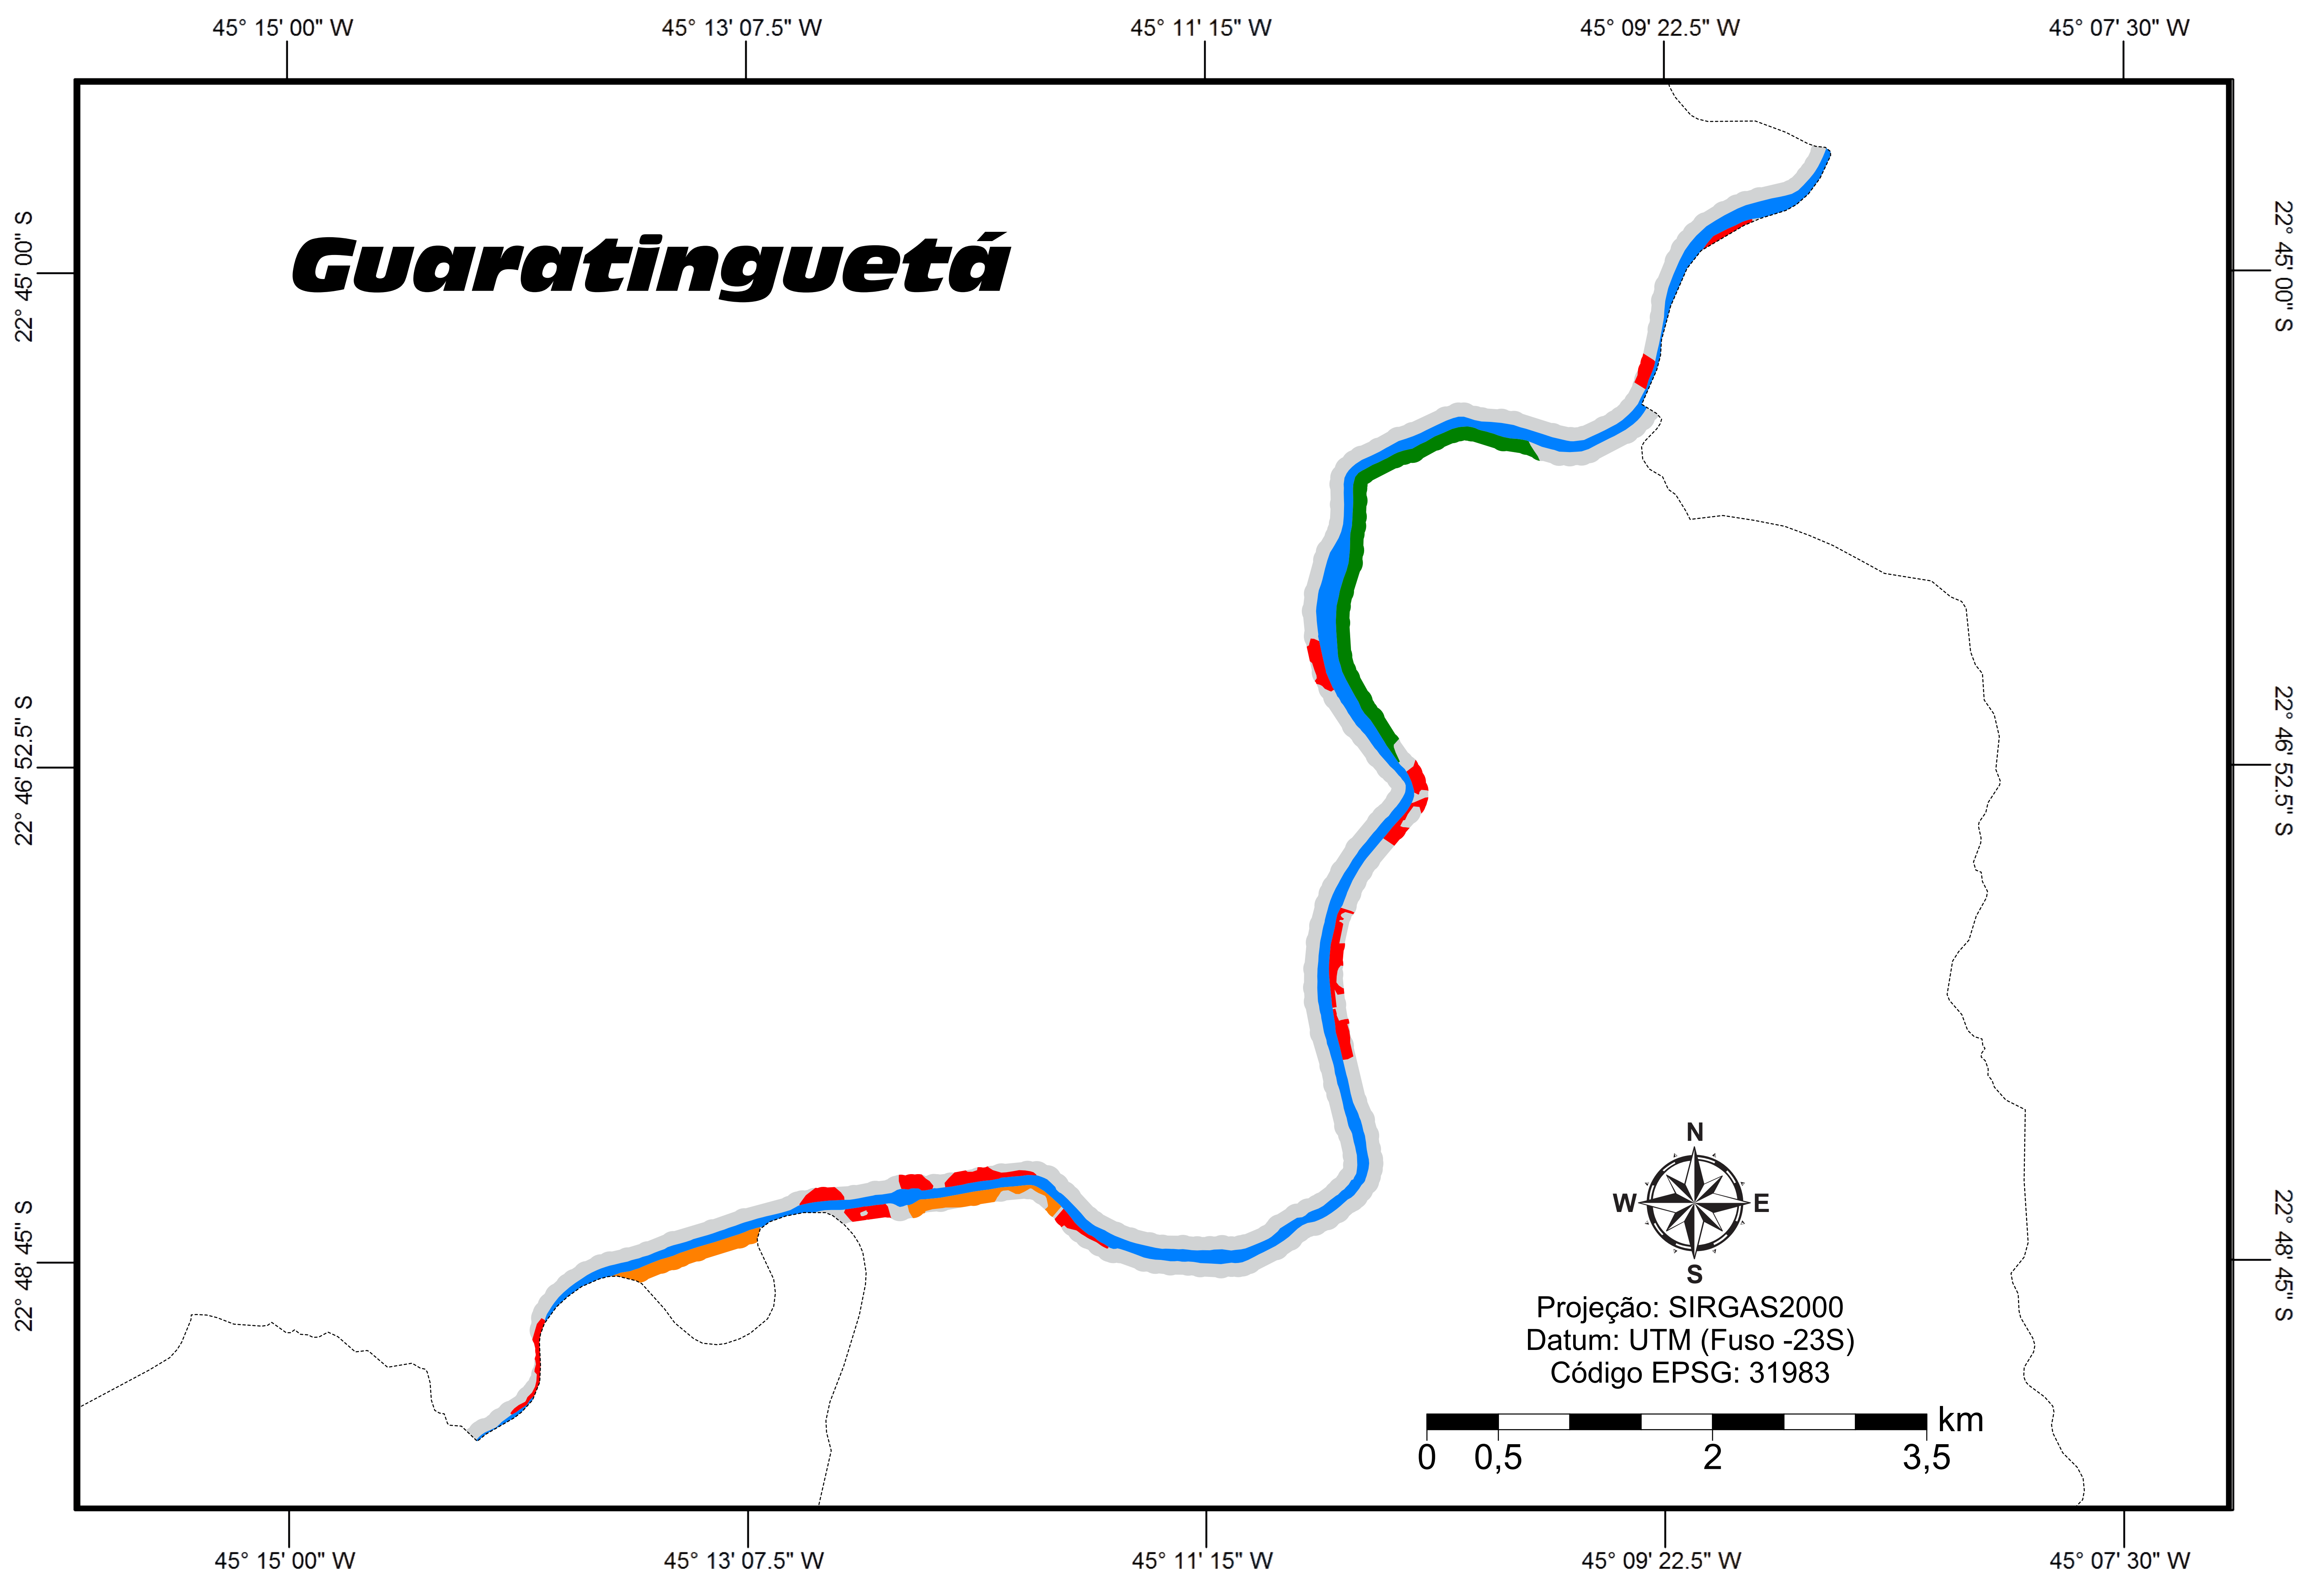 45° 15' 00" W
45° 13' 07.5" W
45° 11' 15" W
45° 09' 22.5" W
45° 07' 30" W
22° 45' 00" S
22° 45' 00" S
Guaratinguetá
22° 46' 52.5" S
22° 46' 52.5" S
N
W
E
S
22° 48' 45" S
22° 48' 45" S
Projeção: SIRGAS2000
Datum: UTM (Fuso -23S)
Código EPSG: 31983
km
0 0,5 2 3,5
45° 15' 00" W
45° 13' 07.5" W
45° 11' 15" W
45° 09' 22.5" W
45° 07' 30" W